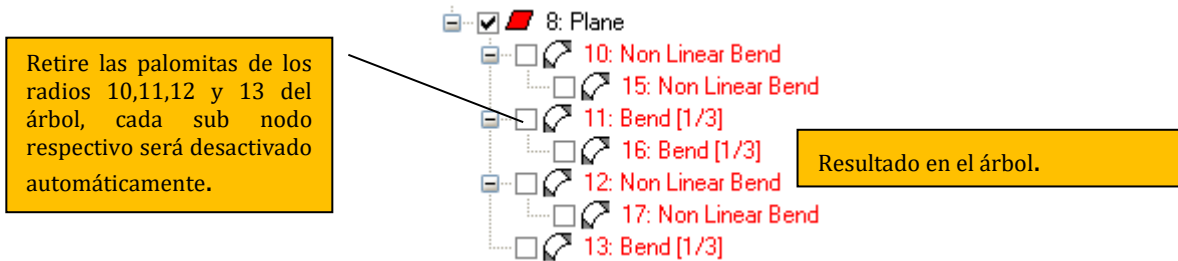 Retire las palomitas de los
radios 10,11,12 y 13 del
árbol, cada sub nodo
respectivo será desactivado
automáticamente.
8: Plane
10: Non Linear Bend
15: Non Linear Bend
11: Bend [1/3]
16: Bend [1/3]
12: Non Linear Bend
17: Non Linear Bend
13: Bend [1/3]
Resultado en el árbol.